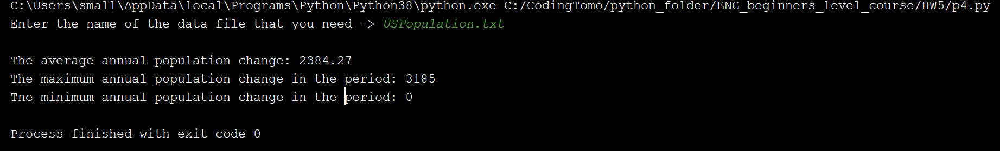 C:\Users\small\AppData\local\Programs\Python\Python38\python.exe C:/CodingTomo/python_folder/ENG_beginners_level_course/HW5/p4.py
Enter the name of the data file that you need -> USPopulation.txt
The average annual population change: 2384.27
The maximum annual population change in the period: 3185
Tne minimum annual population change in the period: 0
Process finished with exit code 0